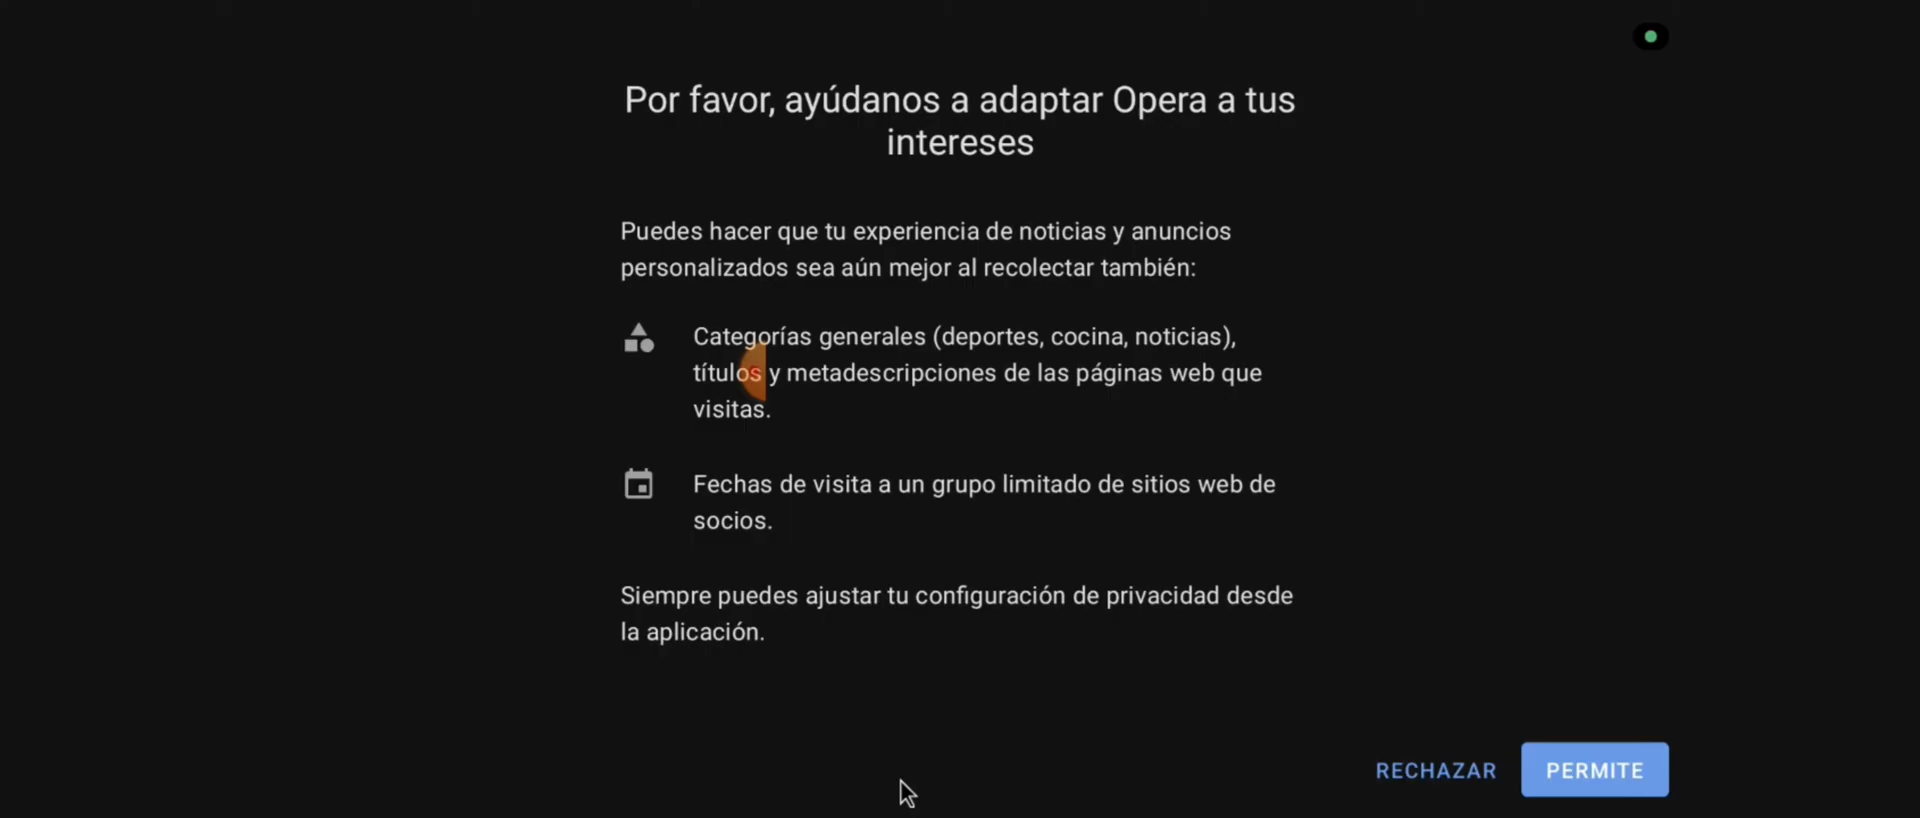 Por favor, ayúdanos a adaptar Opera a tus
intereses
Puedes hacer que tu experiencia de noticias y anuncios
personalizados sea aún mejor al recolectar también:
Categorías generales (deportes, cocina, noticias),
títulos y metadescripciones de las páginas web que
visitas.
Fechas de visita a un grupo limitado de sitios web de
socios.
Siempre puedes ajustar tu configuración de privacidad desde
la aplicación.
RECHAZAR PERMITE